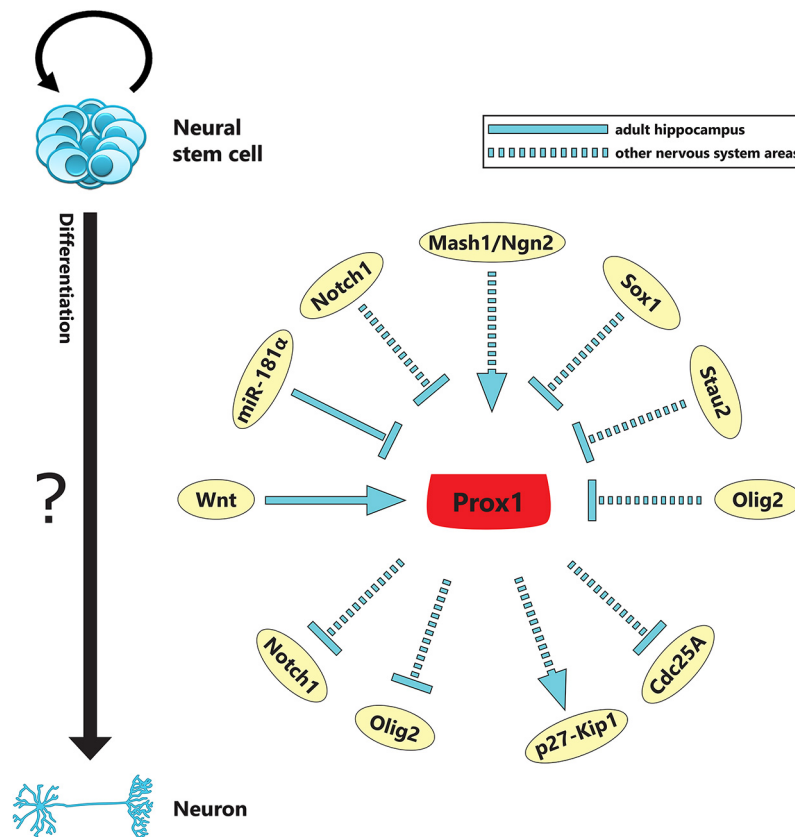 Neural
stem cell
adult hippocampus
other nervous system areas
Differentiation
Mash1/Ngn2
Notch1
Sox1
miR-181α
Stau2
?
Wnt
Prox1
Olig2
Notch1
Olig2
p27-Kip1
Cdc25A
Neuron